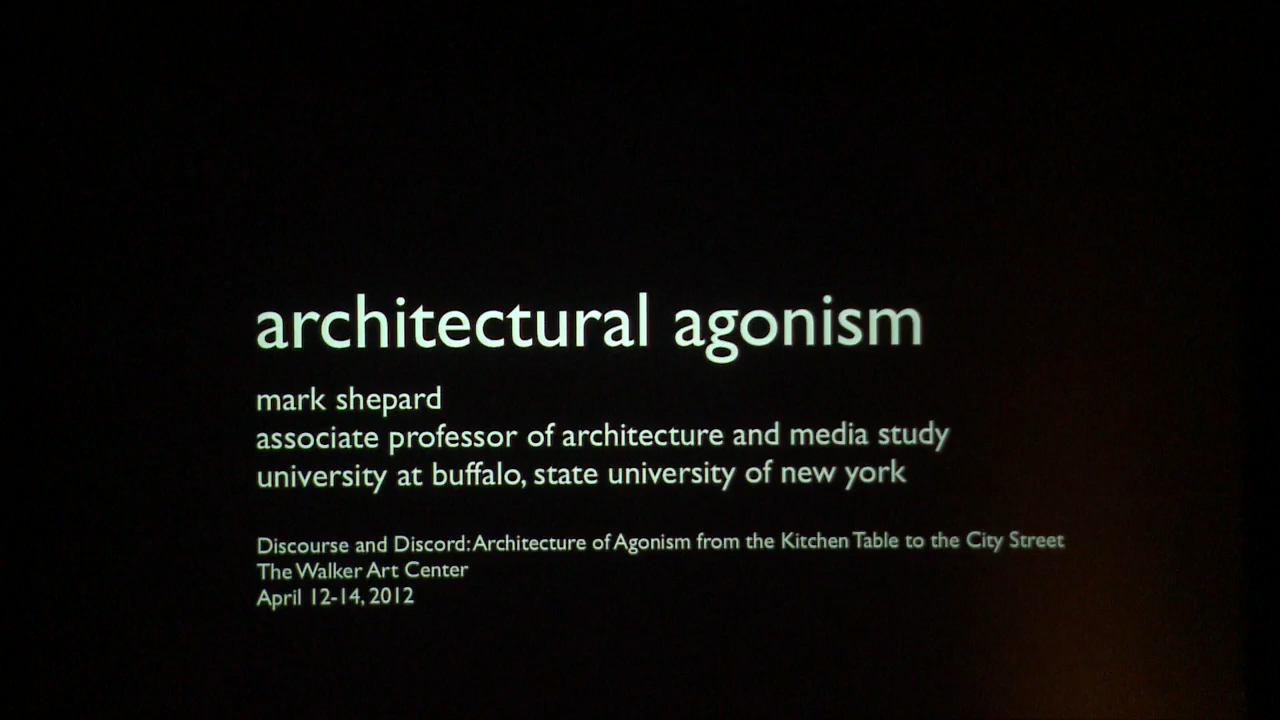 architectural agonism
mark shepard
associate professor of architecture and media study
university at buffalo, state university of new york
Discourse and Discord: Architecture of Agonism from the Kitchen Table to the City Street
The Walker Art Center
April 12-14, 2012